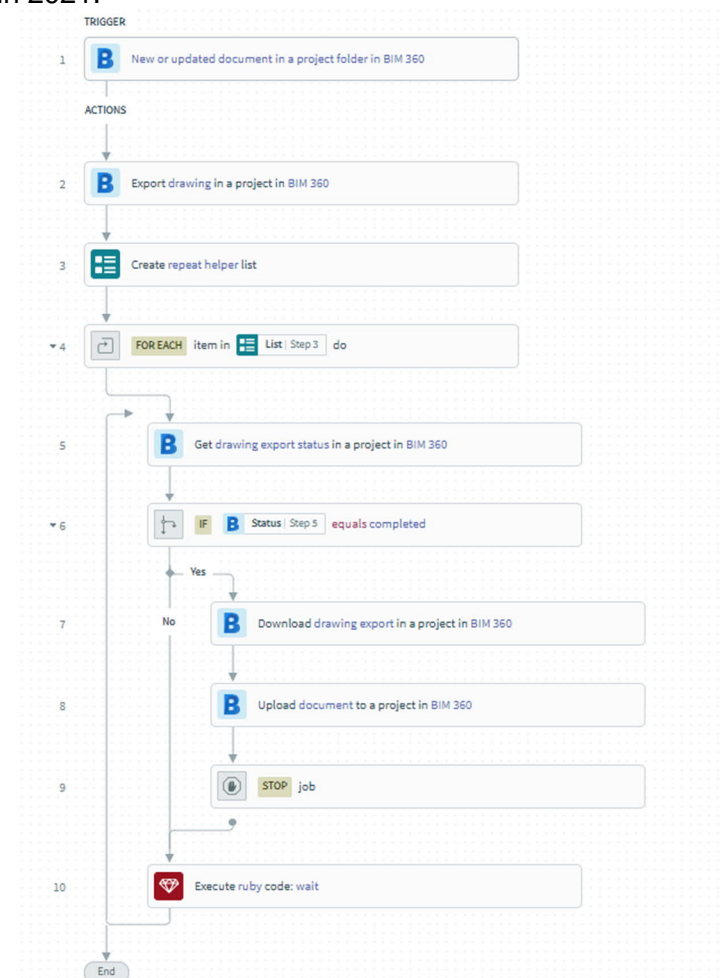 TRIGGER
1 New or updated document in a project folder in BIM 360
ACTIONS
2 Export drawing in a project in BIM 360
3 Create repeat helper list
4 FOR EACH item in List | Step 3 do
5 Get drawing export status in a project in BIM 360
6 IF Status | Step 5 equals completed
Yes
No
7 Download drawing export in a project in BIM 360
8 Upload document to a project in BIM 360
9 STOP job
10 Execute ruby code: wait
End